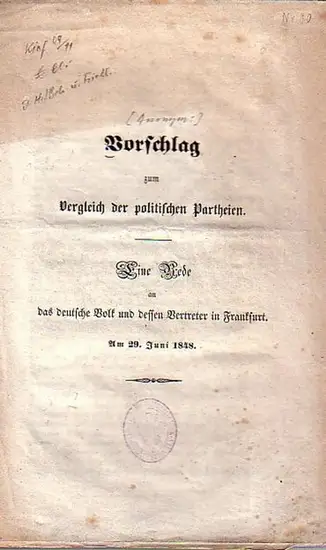 [Anonym:]
Vorschlag
zum
Vergleich der politischen Partheien.
Eine Rede
an
das deutsche Volk und dessen Vertreter in Frankfurt.
Am 29. Juni 1848.